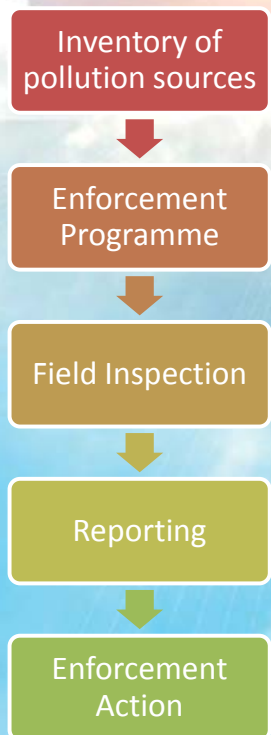 Inventory of
pollution sources
Enforcement
Programme
Field Inspection
Reporting
Enforcement
Action